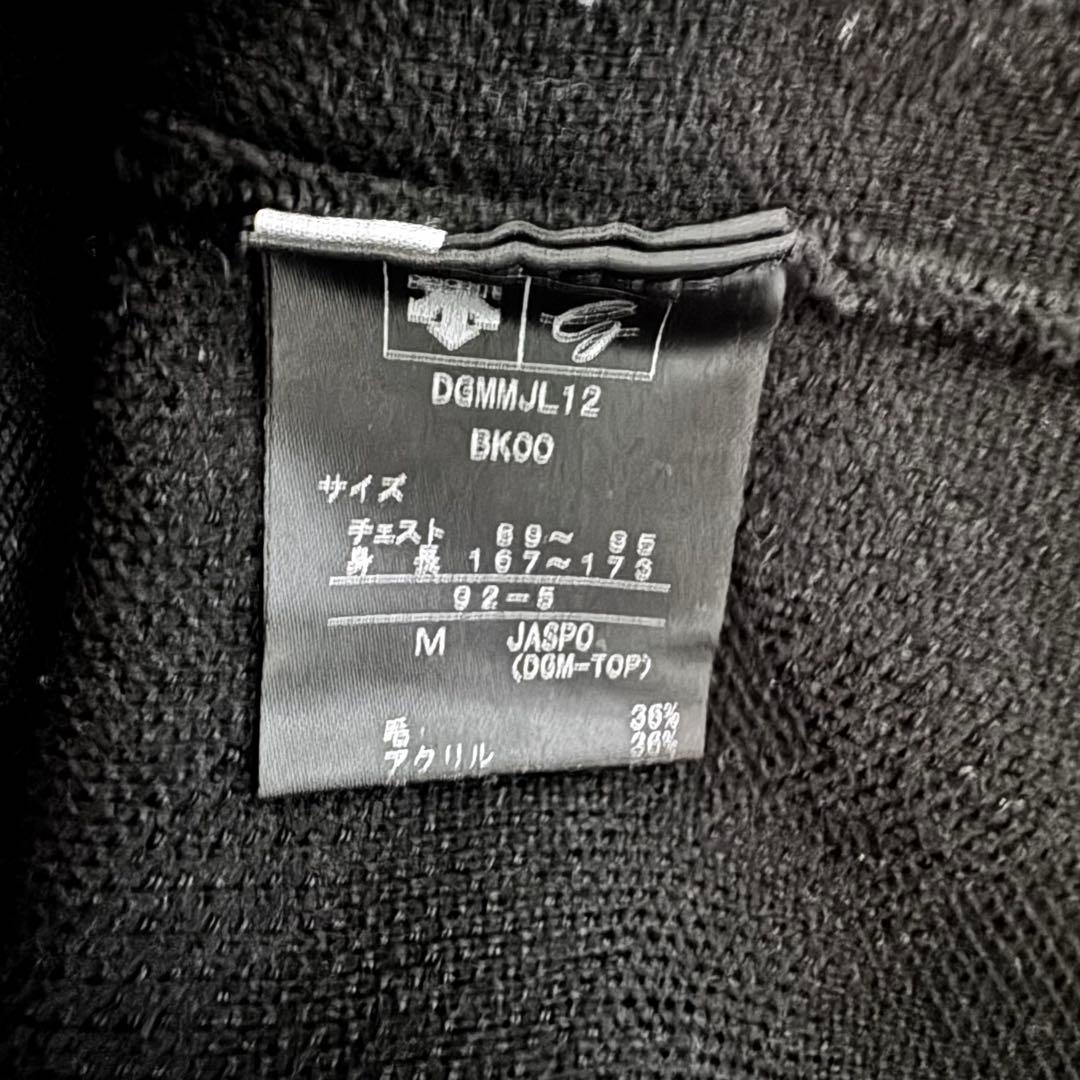 DGMMJL12
BK00
サイズ
チェスト 89～ 95
身 長 167～173
92-5
M JASPO
(DGM-TOP)
36%
アクリル 36%